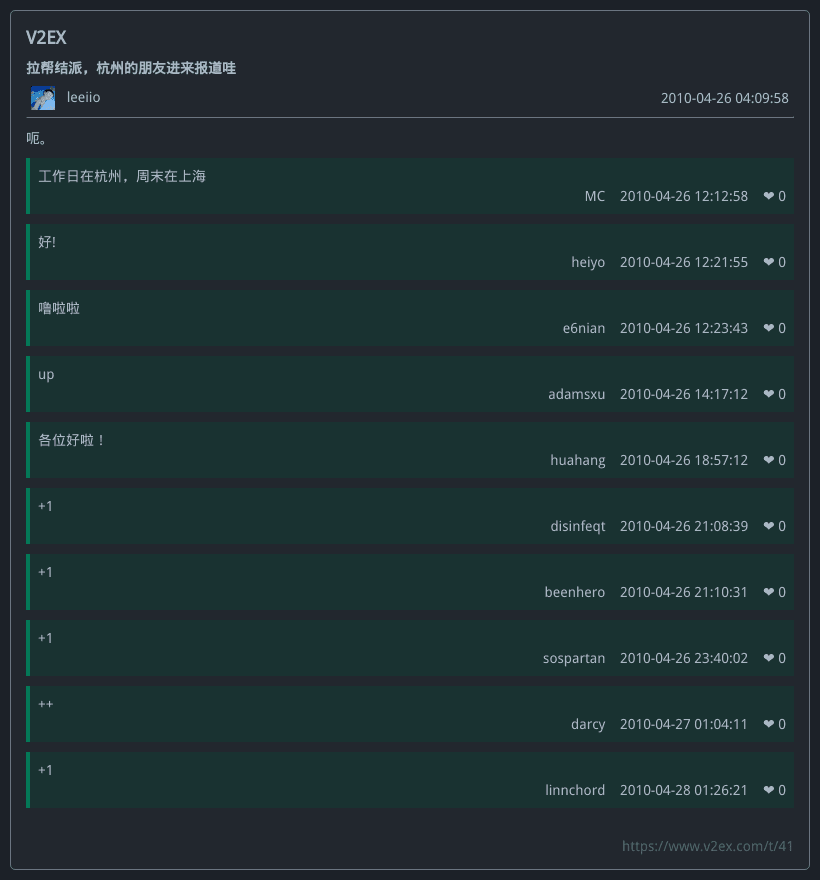 V2EX
拉帮结派，杭州的朋友进来报道哇
leeiio 2010-04-26 04:09:58
呃。
工作日在杭州，周末在上海
MC 2010-04-26 12:12:58 ❤ 0
好!
heiyo 2010-04-26 12:21:55 ❤ 0
噜啦啦
e6nian 2010-04-26 12:23:43 ❤ 0
up
adamsxu 2010-04-26 14:17:12 ❤ 0
各位好啦！
huahang 2010-04-26 18:57:12 ❤ 0
+1
disinfeqt 2010-04-26 21:08:39 ❤ 0
+1
beenhero 2010-04-26 21:10:31 ❤ 0
+1
sospartan 2010-04-26 23:40:02 ❤ 0
++
darcy 2010-04-27 01:04:11 ❤ 0
+1
linnchord 2010-04-28 01:26:21 ❤ 0
https://www.v2ex.com/t/41